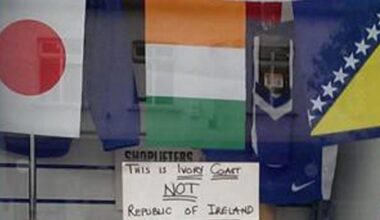 SHOPLIFTERS
THIS IS IVORY COAST
NOT
REPUBLIC OF IRELAND